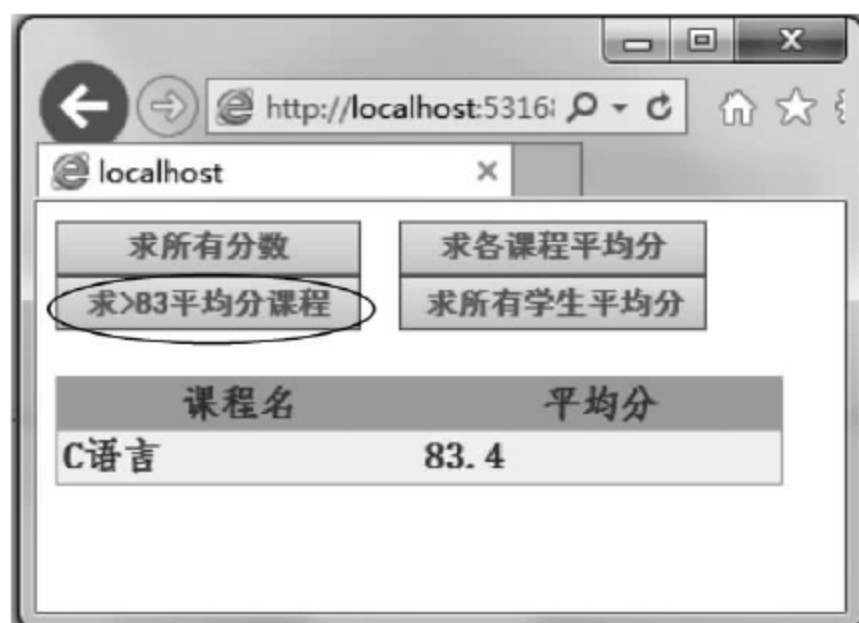 http://localhost:5316
localhost
求所有分数 求各课程平均分
求>83平均分课程 求所有学生平均分
课程名 平均分
C语言 83.4